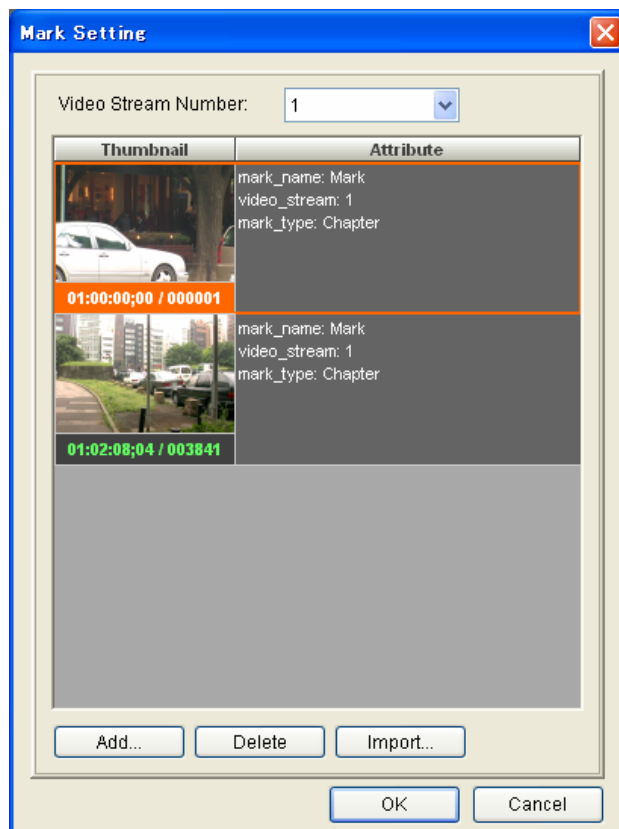 Mark Setting
Video Stream Number: 1
Thumbnail Attribute
mark_name: Mark
video_stream: 1
mark_type: Chapter
01:00:00;00 / 000001
mark_name: Mark
video_stream: 1
mark_type: Chapter
01:02:08;04 / 003841
Add... Delete Import...
OK Cancel